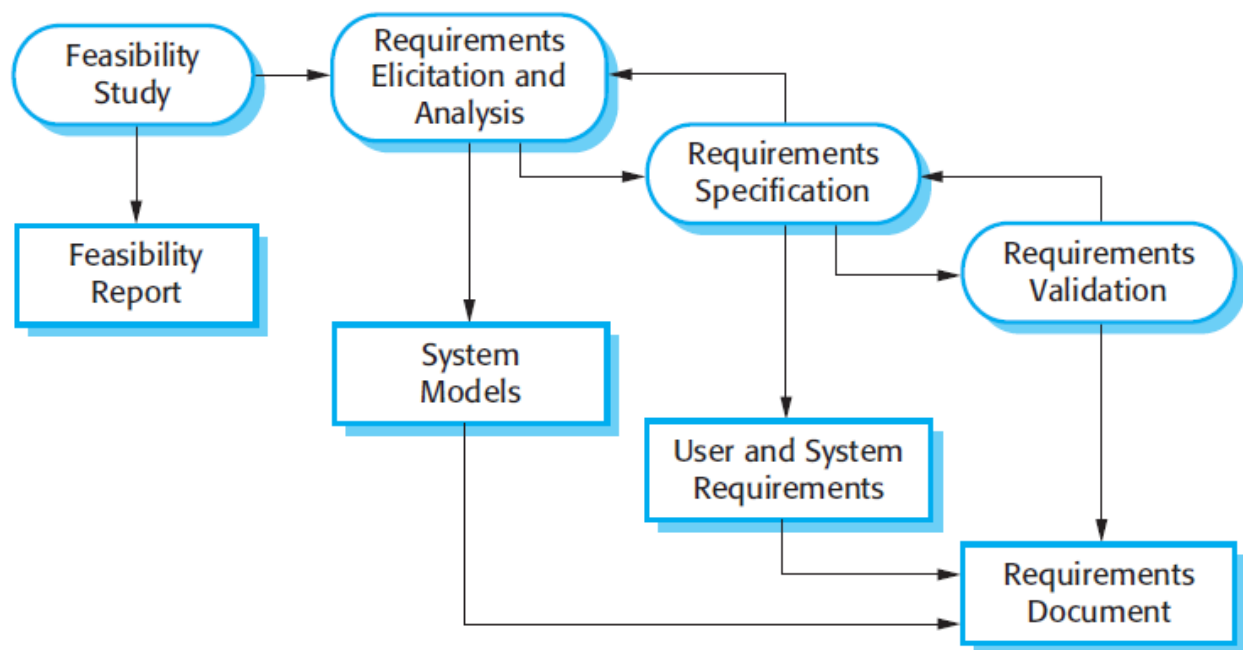 Feasibility
Study
Requirements
Elicitation and
Analysis
Requirements
Specification
Requirements
Validation
Feasibility
Report
System
Models
User and System
Requirements
Requirements
Document